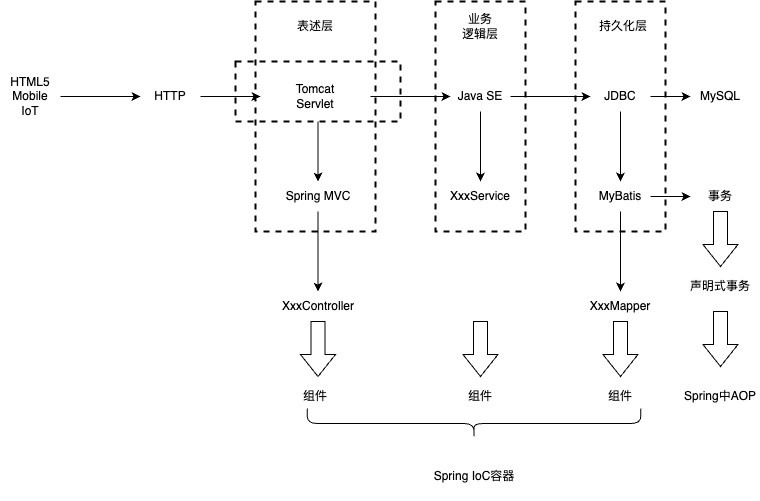 表述层
业务
逻辑层
持久化层
HTML5
Mobile
IoT
HTTP
Tomcat
Servlet
Java SE
JDBC
MySQL
Spring MVC
XxxService
MyBatis
事务
声明式事务
XxxController
XxxMapper
组件
组件
组件
Spring中AOP
Spring IoC容器